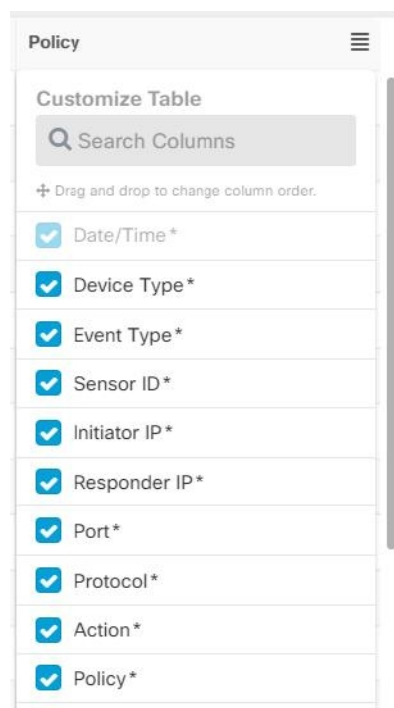 Policy
Customize Table
Search Columns
Drag and drop to change column order.
Date/Time*
Device Type*
Event Type*
Sensor ID*
Initiator IP*
Responder IP*
Port*
Protocol*
Action*
Policy*